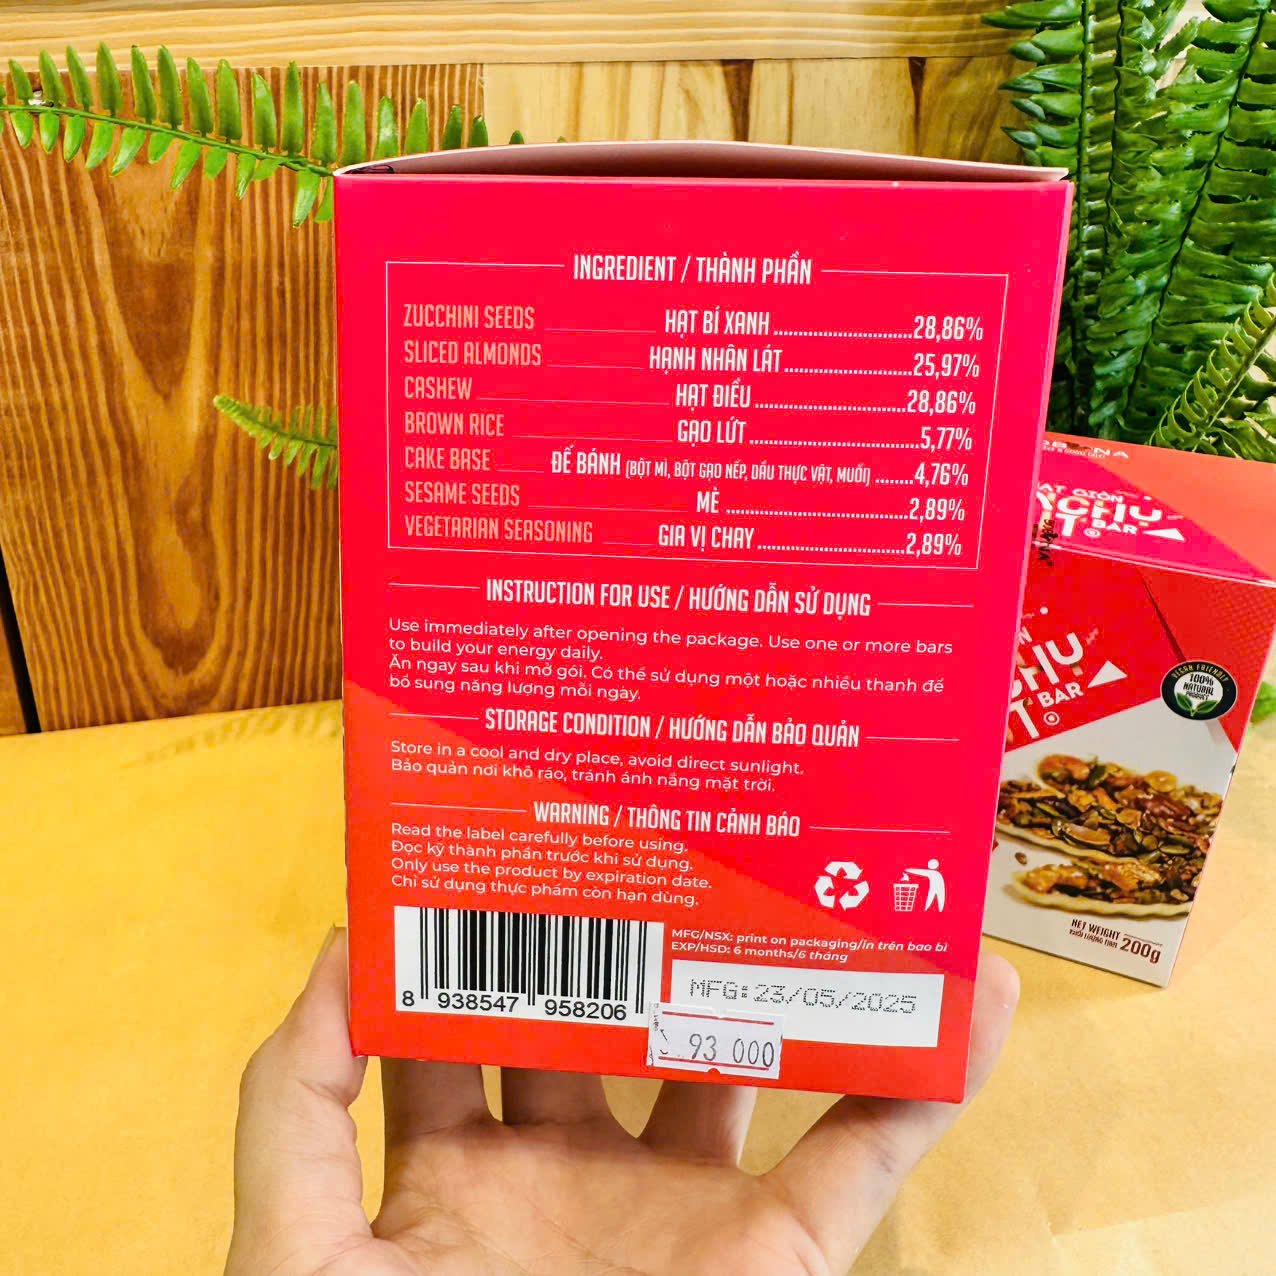 INGREDIENT / THÀNH PHẦN
ZUCCHINI SEEDS HẠT BÍ XANH 28,86%
SLICED ALMONDS HẠNH NHÂN LÁT 25,97%
CASHEW HẠT ĐIỀU 28,86%
BROWN RICE GẠO LỨT 5,77%
CAKE BASE ĐẾ BÁNH (BỘT MÌ, BỘT GẠO NẾP, DẦU THỰC VẬT, MUỐI) 4,76%
SESAME SEEDS MÈ 2,89%
VEGETARIAN SEASONING GIA VỊ CHAY 2,89%
INSTRUCTION FOR USE / HƯỚNG DẪN SỬ DỤNG
Use immediately after opening the package. Use one or more bars
to build your energy daily.
Ăn ngay sau khi mở gói. Có thể sử dụng một hoặc nhiều thanh để
bổ sung năng lượng mỗi ngày.
STORAGE CONDITION / HƯỚNG DẪN BẢO QUẢN
Store in a cool and dry place, avoid direct sunlight.
Bảo quản nơi khô ráo, tránh ánh nắng mặt trời.
WARNING / THÔNG TIN CẢNH BÁO
Read the label carefully before using.
Đọc kỹ thành phần trước khi sử dụng.
Only use the product by expiration date.
Chỉ sử dụng thực phẩm còn hạn dùng.
MFG/NSX: print on packaging/in trên bao bì
EXP/HSD: 6 months/6 tháng
MFG:23/05/2025
8 938547 958206
93 000
GIÒN
BAR
BAR
VEGAN FRIENDLY
100%
NATURAL
PRODUCT
NET WEIGHT
KHỐI LƯỢNG TỊNH 200g